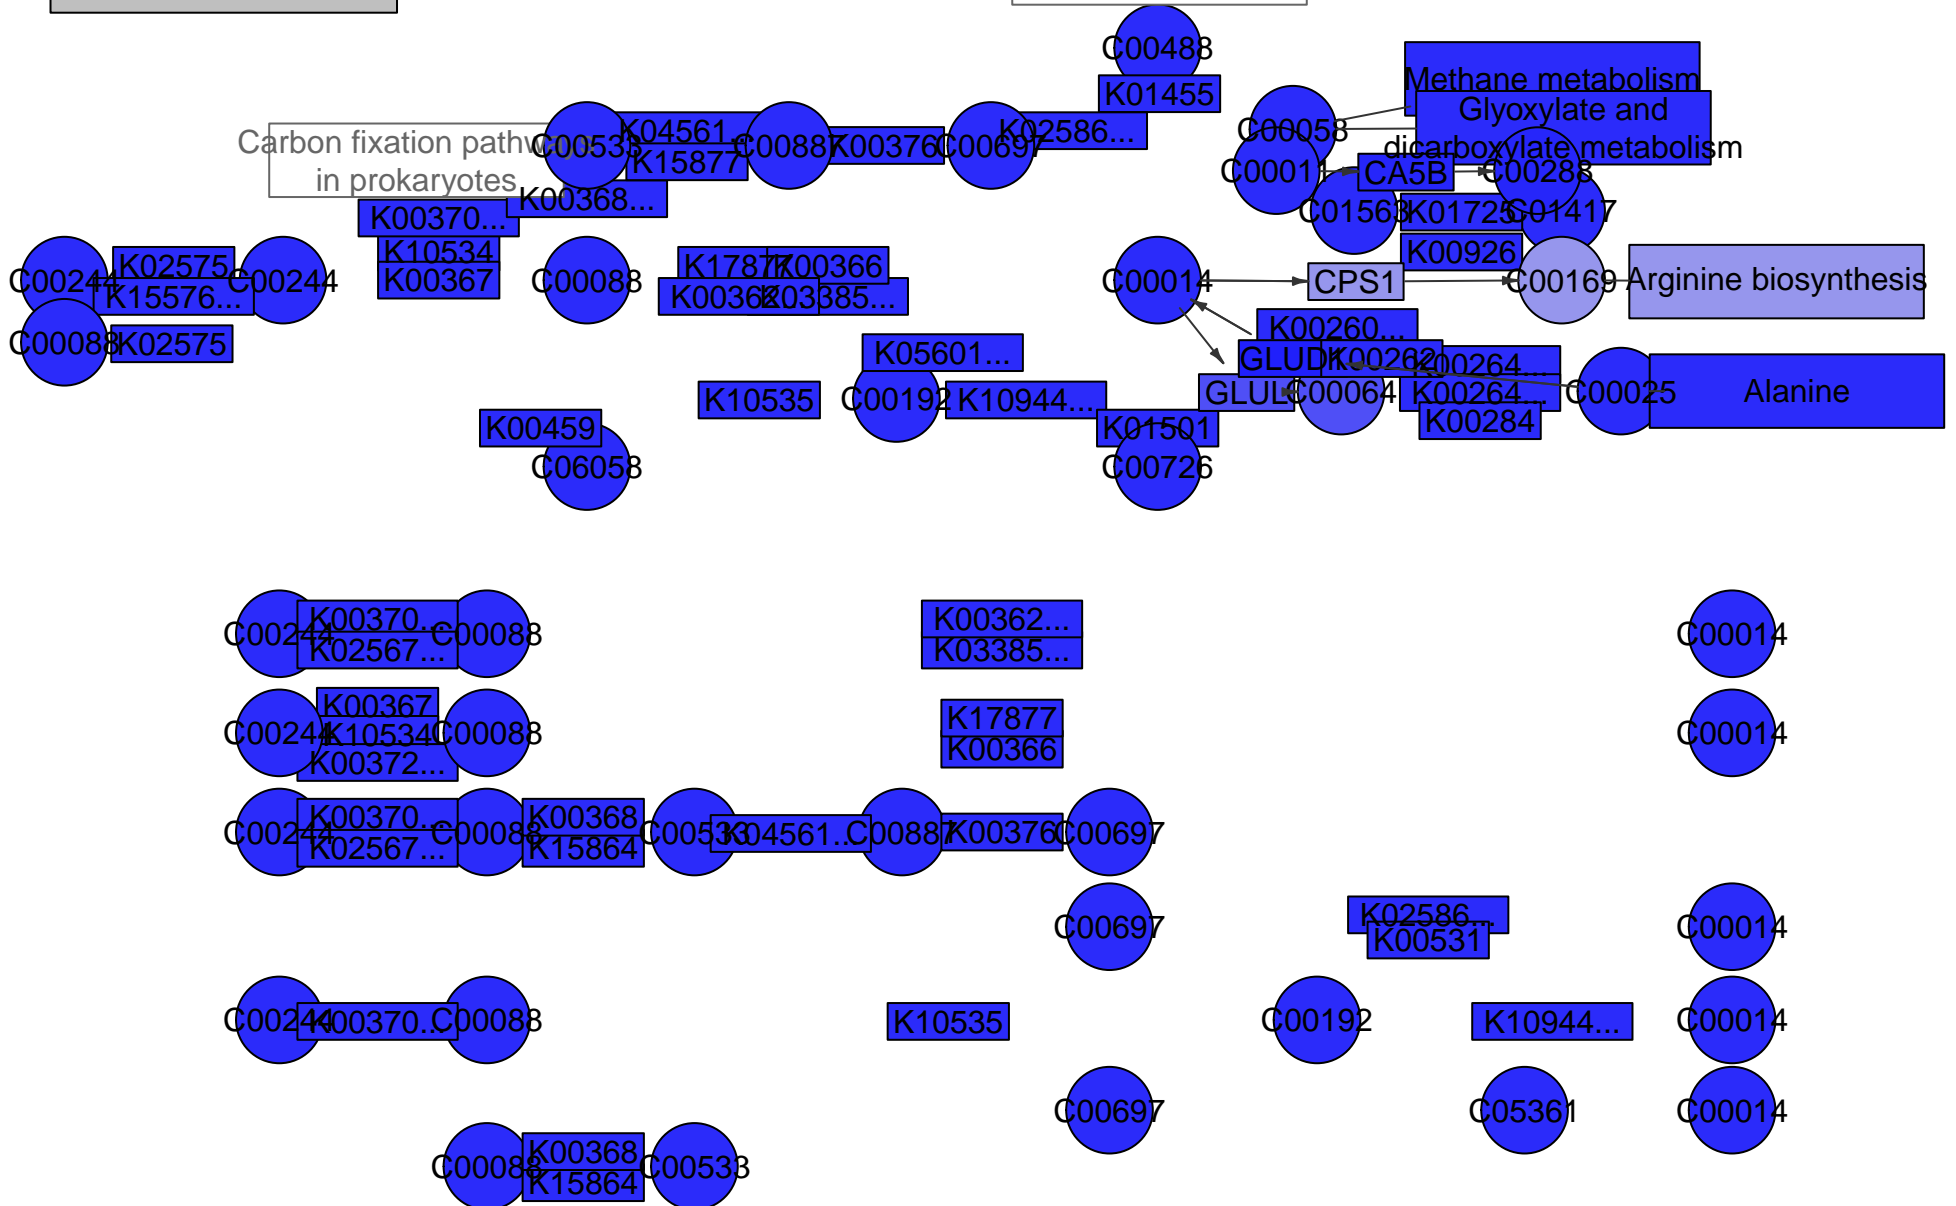 C00488
Methane metabolism
K01455
Glyoxylate and
C00058
K04561...
K02586...
Carbon fixation pathways
C00533
C00887
K00376
C00697
dicarboxylate metabolism
K15877
C00011
CA5B
C00288
in prokaryotes
K00368...
K00370...
C01563
K01725
C01417
K10534
K00926
C00244
K02575
C00244
K00367
C00088
K17877
K00366
C00014
CPS1
C00169
Arginine biosynthesis
K15576...
K00362...
K03385...
C00088
K02575
K00260...
K05601...
GLUD1
K00262
K00264...
K10535
C00192
K10944...
GLUL
C00064
K00264...
C00025
Alanine
K00459
K01501
K00284
C06058
C00726
K00370...
K00362...
C00244
C00088
C00014
K02567...
K03385...
K00367
K17877
C00244
K10534
C00088
C00014
K00372...
K00366
K00370...
K00368
C00244
C00088
C00533
K04561...
C00887
K00376
C00697
K02567...
K15864
K02586...
C00697
C00014
K00531
C00244
K00370...
C00088
K10535
C00192
K10944...
C00014
C00697
C05361
C00014
K00368
C00088
C00533
K15864